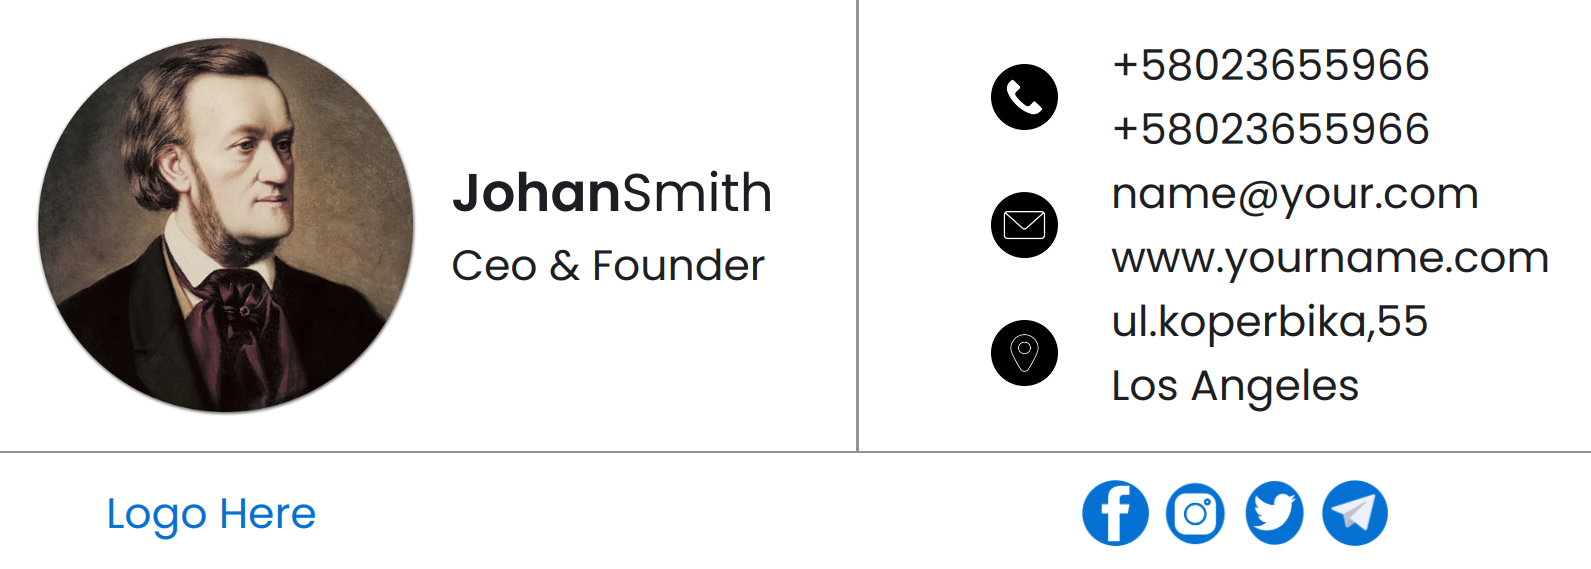 JohanSmith
Ceo & Founder
+58023655966
+58023655966
name@your.com
www.yourname.com
ul.koperbika,55
Los Angeles
Logo Here